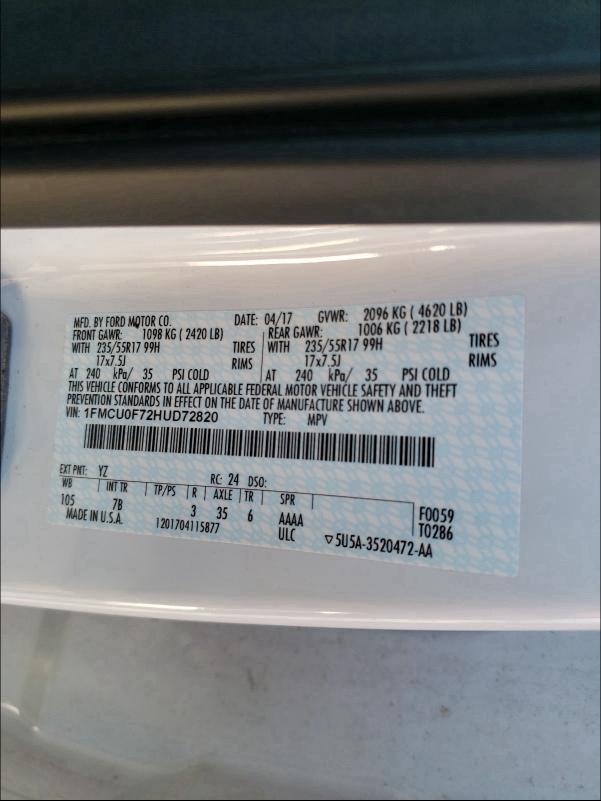 MFD. BY FORD MOTOR CO. DATE: 04/17 GVWR: 2096 KG ( 4620 LB)
FRONT GAWR: 1098 KG ( 2420 LB) REAR GAWR: 1006 KG ( 2218 LB)
WITH 235/55R17 99H TIRES WITH 235/55R17 99H TIRES
17x7.5J RIMS 17x7.5J RIMS
AT 240 kPa/ 35 PSI COLD AT 240 kPa/ 35 PSI COLD
THIS VEHICLE CONFORMS TO ALL APPLICABLE FEDERAL MOTOR VEHICLE SAFETY AND THEFT
PREVENTION STANDARDS IN EFFECT ON THE DATE OF MANUFACTURE SHOWN ABOVE.
VIN: 1FMCU0F72HUD72820 TYPE: MPV
EXT PNT: YZ RC: 24 DSO:
WB INT TR TP/PS R AXLE TR SPR
105 7B 3 35 6 AAAA F0059
MADE IN U.S.A. 1201704115877 ULC T0286
▽5U5A-3520472-AA